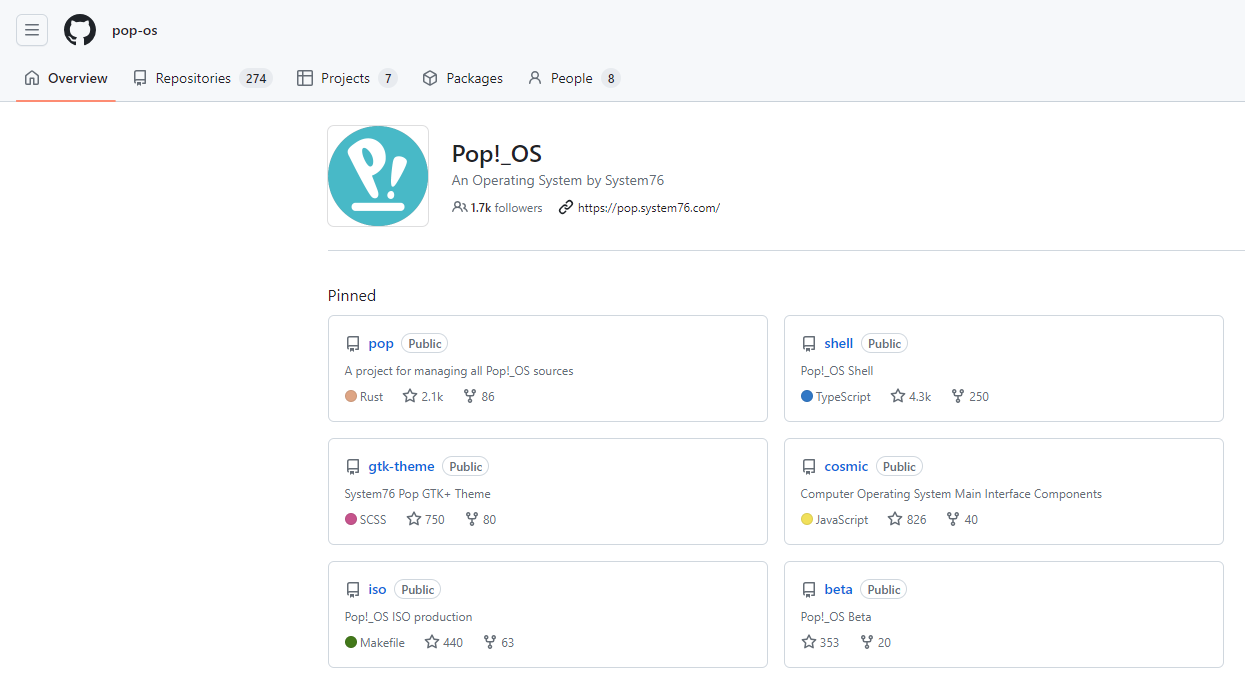 pop-os
Overview Repositories 274 Projects 7 Packages People 8
P!
Pop!_OS
An Operating System by System76
1.7k followers https://pop.system76.com/
Pinned
pop Public
A project for managing all Pop!_OS sources
Rust 2.1k 86
shell Public
Pop!_OS Shell
TypeScript 4.3k 250
gtk-theme Public
System76 Pop GTK+ Theme
SCSS 750 80
cosmic Public
Computer Operating System Main Interface Components
JavaScript 826 40
iso Public
Pop!_OS ISO production
Makefile 440 63
beta Public
Pop!_OS Beta
353 20